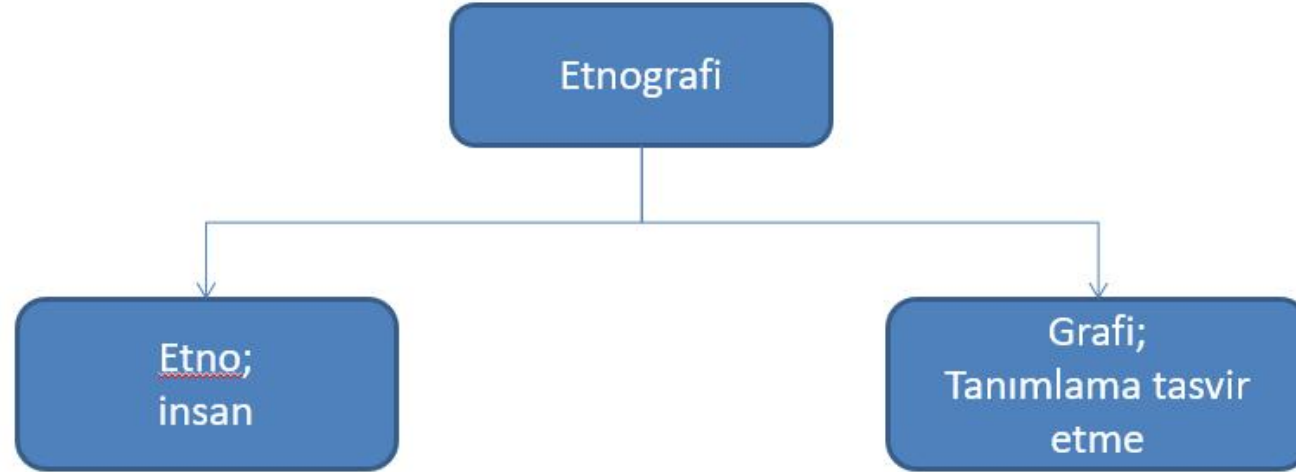 Etnografi
Etno;
insan
Grafi;
Tanımlama tasvir
etme